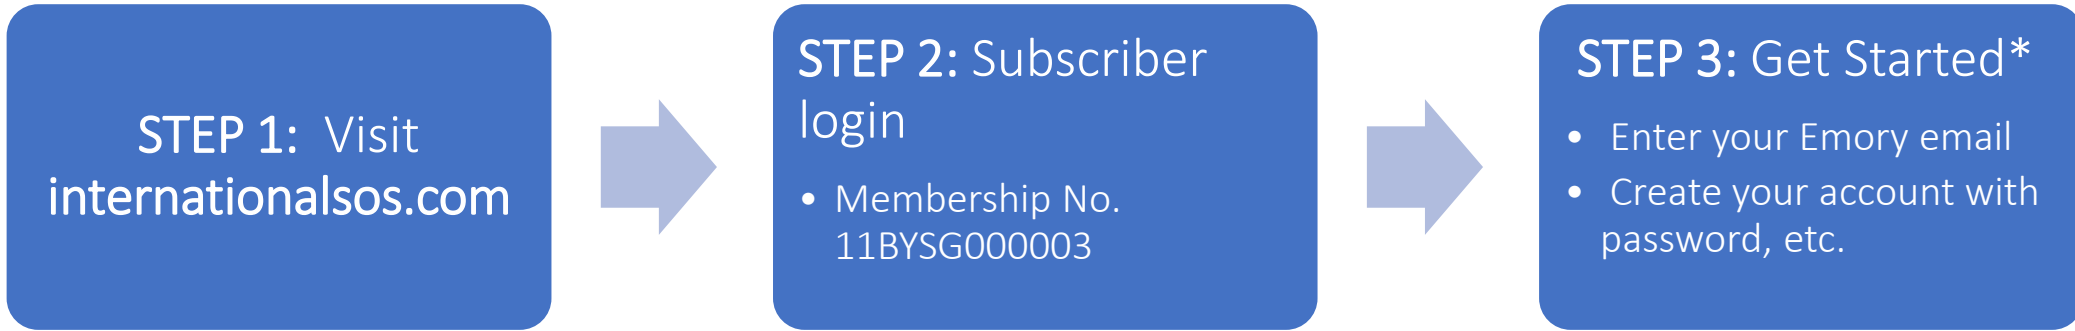 STEP 1: Visit
internationalsos.com
STEP 2: Subscriber
login
• Membership No.
11BYSG000003
STEP 3: Get Started*
• Enter your Emory email
• Create your account with
password, etc.